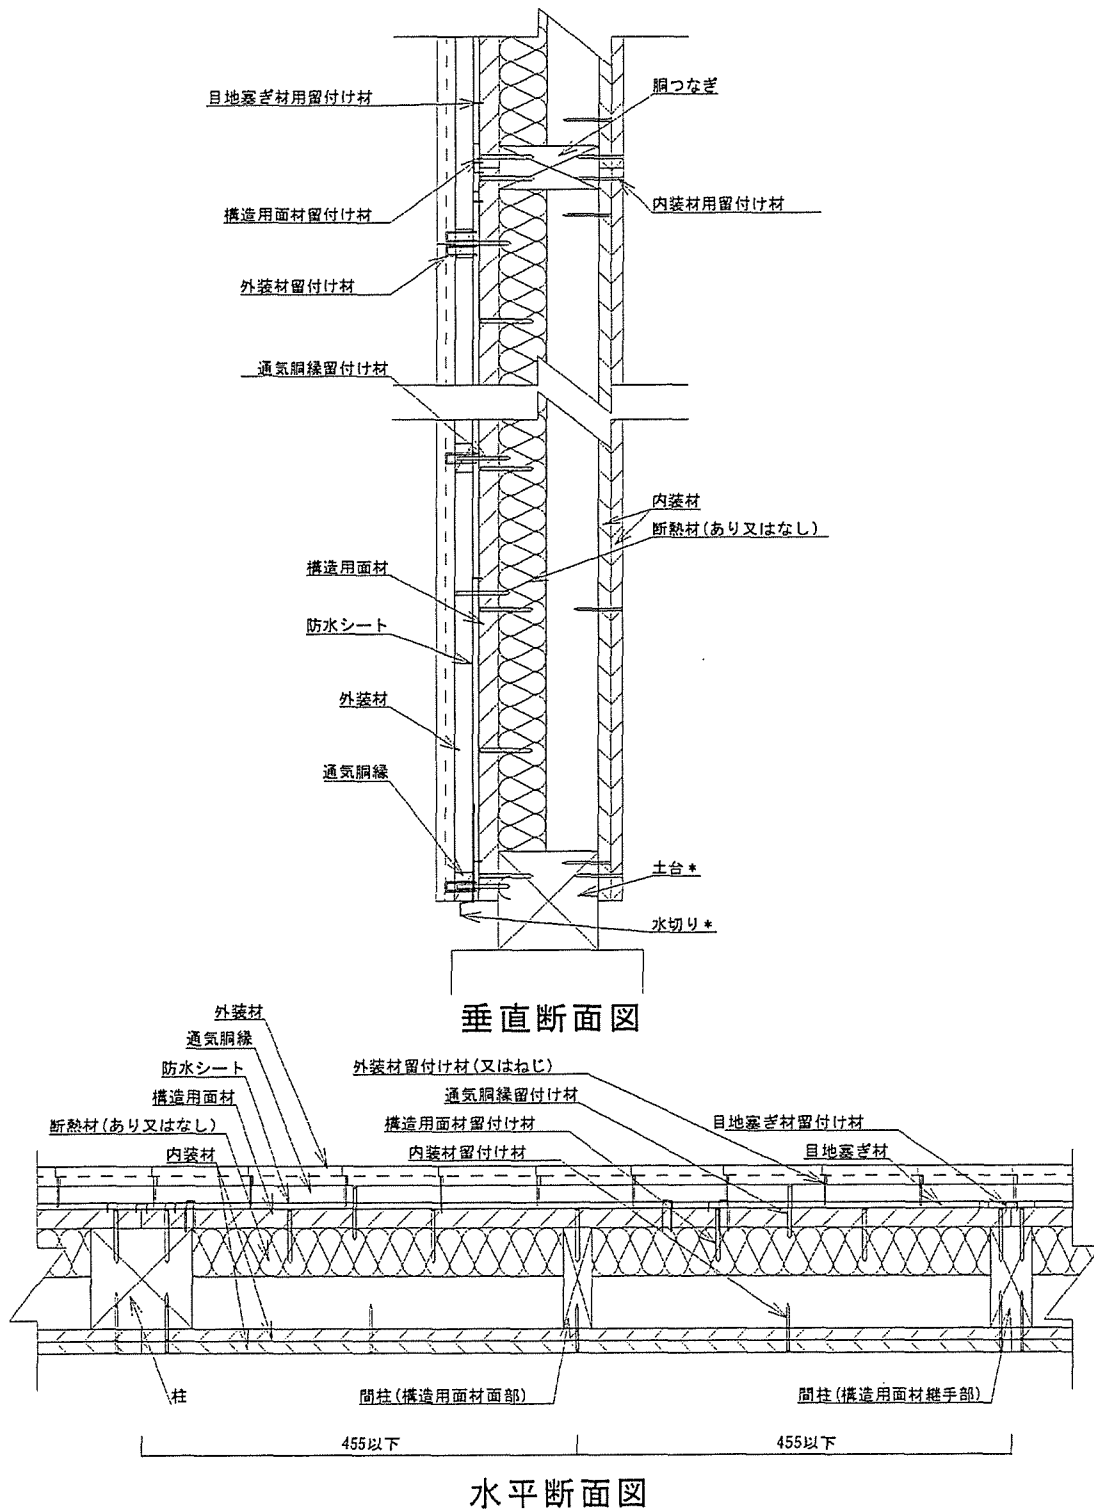 目地塞ぎ材用留付け材
胴つなぎ
構造用面材留付け材
内装材用留付け材
外装材留付け材
通気胴縁留付け材
内装材
断熱材(あり又はなし)
構造用面材
防水シート
外装材
通気胴縁
土台*
水切り*
垂直断面図
外装材
通気胴縁
防水シート
構造用面材
断熱材(あり又はなし)
内装材
外装材留付け材(又はねじ)
通気胴縁留付け材
構造用面材留付け材
内装材留付け材
目地塞ぎ材留付け材
目地塞ぎ材
柱
間柱(構造用面材面部)
間柱(構造用面材継手部)
455以下
455以下
水平断面図